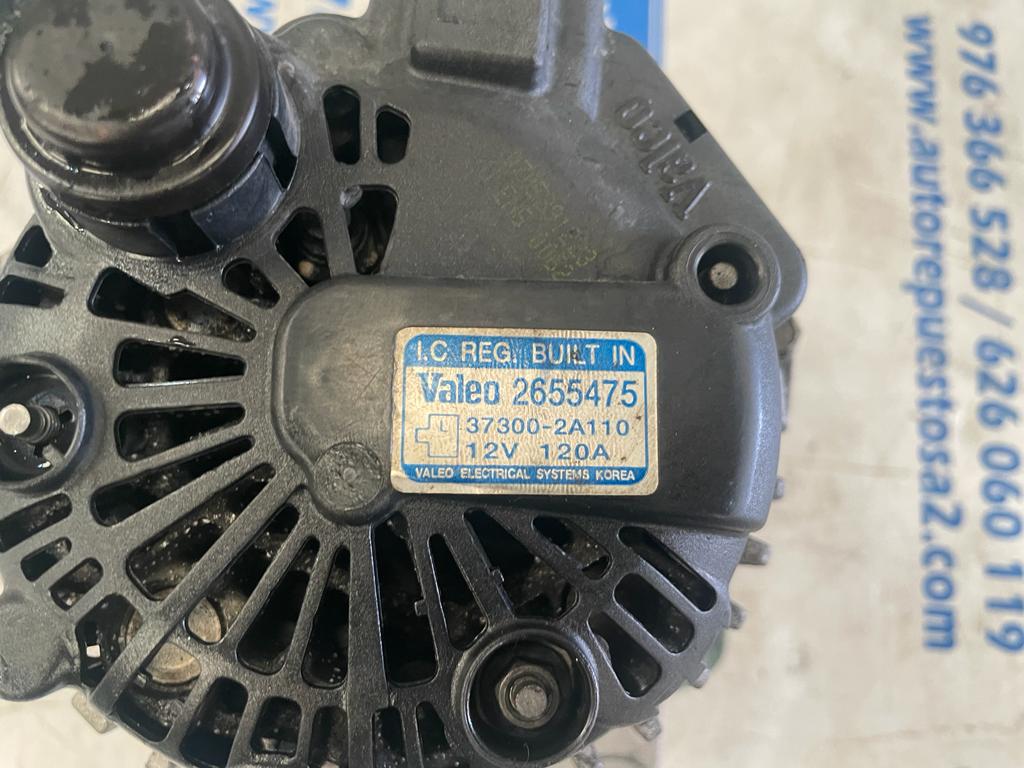 I.C REG. BUILT IN
Valeo 2655475
37300-2A110
12V 120A
VALEO ELECTRICAL SYSTEMS KOREA
Valeo
976 366 528 / 626 060 119
www.autorepuestosa2.com